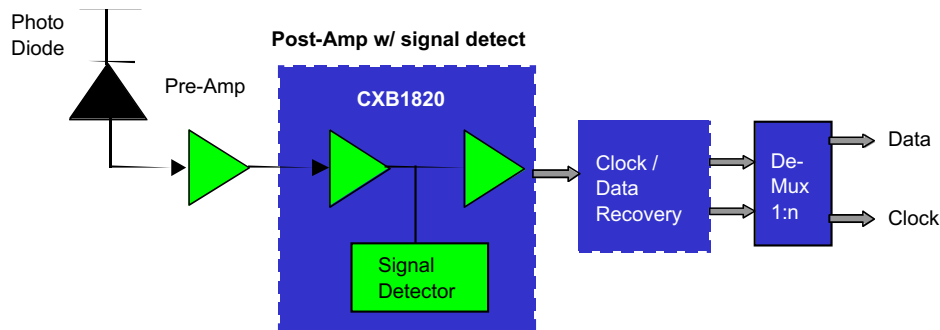 Photo
Diode
Post-Amp w/ signal detect
Pre-Amp
CXB1820
Signal
Detector
Clock /
Data
Recovery
De-
Mux
1:n
Data
Clock